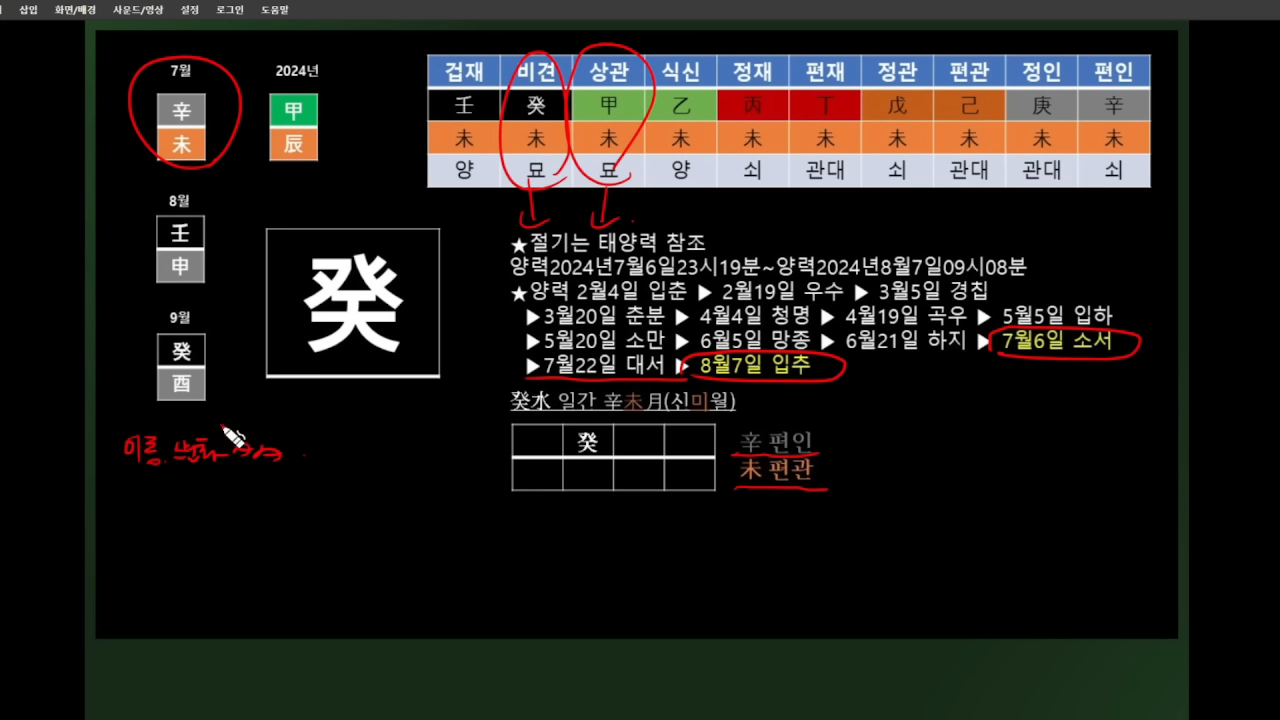 삽입 화면/배경 사운드/영상 설정 로그인 도움말
7월 2024년
辛 甲
未 辰
8월
壬
申
9월
癸
酉
癸
겁재 비견 상관 식신 정재 편재 정관 편관 정인 편인
壬 癸 甲 乙 丙 丁 戊 己 庚 辛
未 未 未 未 未 未 未 未 未 未
양 묘 묘 양 쇠 관대 쇠 관대 관대 쇠
★절기는 태양력 참조
양력2024년7월6일23시19분~양력2024년8월7일09시08분
★양력 2월4일 입춘 ▶ 2월19일 우수 ▶ 3월5일 경칩
▶3월20일 춘분 ▶ 4월4일 청명 ▶ 4월19일 곡우 ▶ 5월5일 입하
▶5월20일 소만 ▶ 6월5일 망종 ▶ 6월21일 하지 ▶ 7월6일 소서
▶7월22일 대서 ▶ 8월7일 입추
癸水 일간 辛未月(신미월)
癸
辛 편인
未 편관
이름